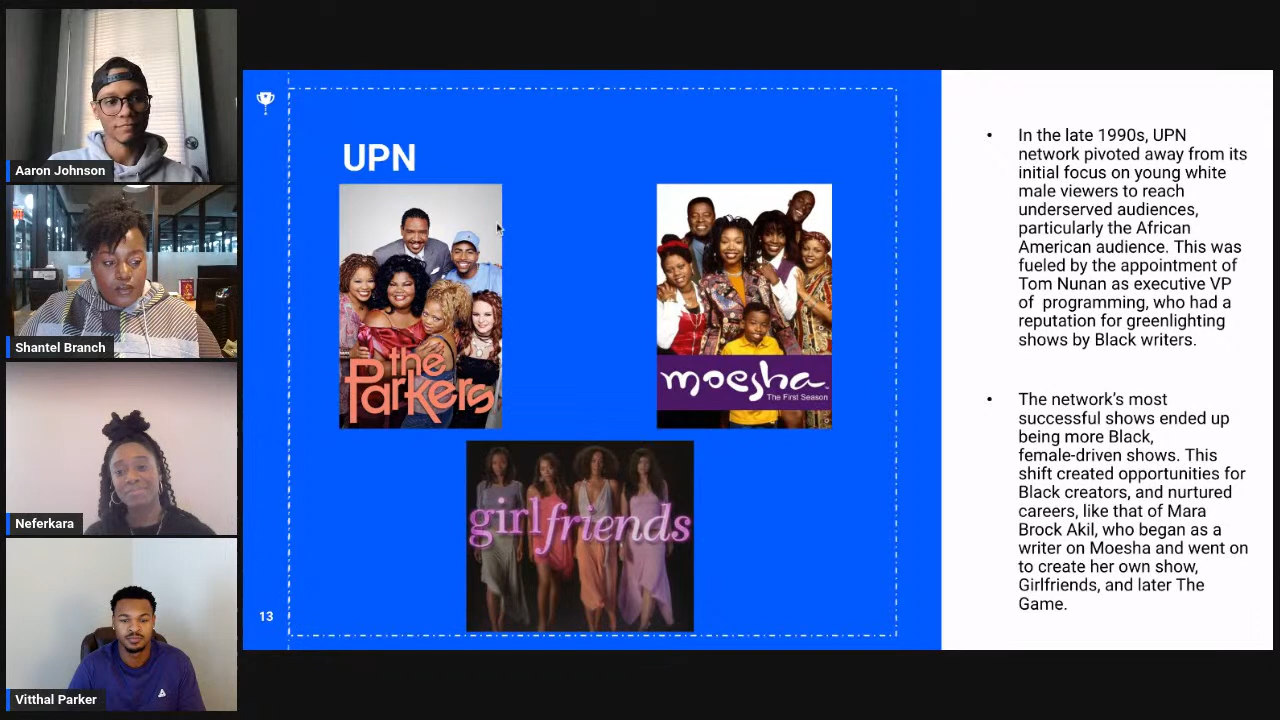 Aaron Johnson
Shantel Branch
Neferkara
Vitthal Parker
UPN
the
Parkers
moesha
The First Season
girlfriends
13
• In the late 1990s, UPN
network pivoted away from its
initial focus on young white
male viewers to reach
underserved audiences,
particularly the African
American audience. This was
fueled by the appointment of
Tom Nunan as executive VP
of programming, who had a
reputation for greenlighting
shows by Black writers.
• The network’s most
successful shows ended up
being more Black,
female-driven shows. This
shift created opportunities for
Black creators, and nurtured
careers, like that of Mara
Brock Akil, who began as a
writer on Moesha and went on
to create her own show,
Girlfriends, and later The
Game.